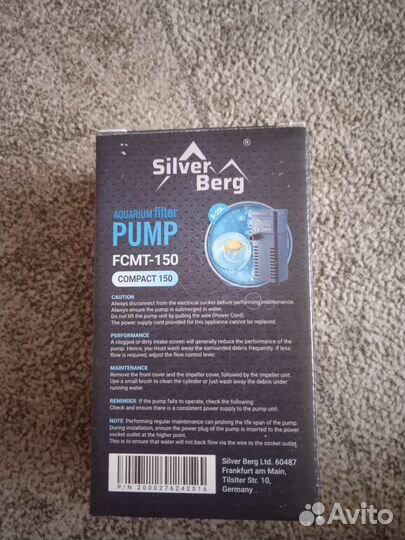 Silver
Berg
®
AQUARIUM filter
PUMP
FCMT-150
COMPACT 150
CAUTION
Always disconnect from the electrical socket before performing maintenance.
Always ensure the pump is submerged in water.
Do not lift the pump unit by pulling the wire (Power Cord).
The power supply cord provided for this appliance cannot be replaced.
PERFORMANCE
A clogged or dirty intake screen will generally reduce the performance of the
pump. Hence, you must wash away the surrounded debris frequently. if less
flow is required, adjust the flow control lever.
MAINTENANCE
Remove the front cover and the impeller cover, followed by the impeller unit.
Use a small brush to clean the cylinder or just wash away the debris under
running water.
REMINDER If the pump fails to operate, check the following:
Check and ensure there is a consistent power supply to the pump unit.
NOTE Performing regular maintenance can prolong the life span of the pump.
During installation, ensure the power plug of the pump is inserted to the power
socket outlet at the higher point.
This is to ensure that water will not back flow via the wire to the socket outlet.
P/N 2000276240016
Silver Berg Ltd. 60487
Frankfurt am Main,
Tilsiter Str. 10,
Germany
Avito